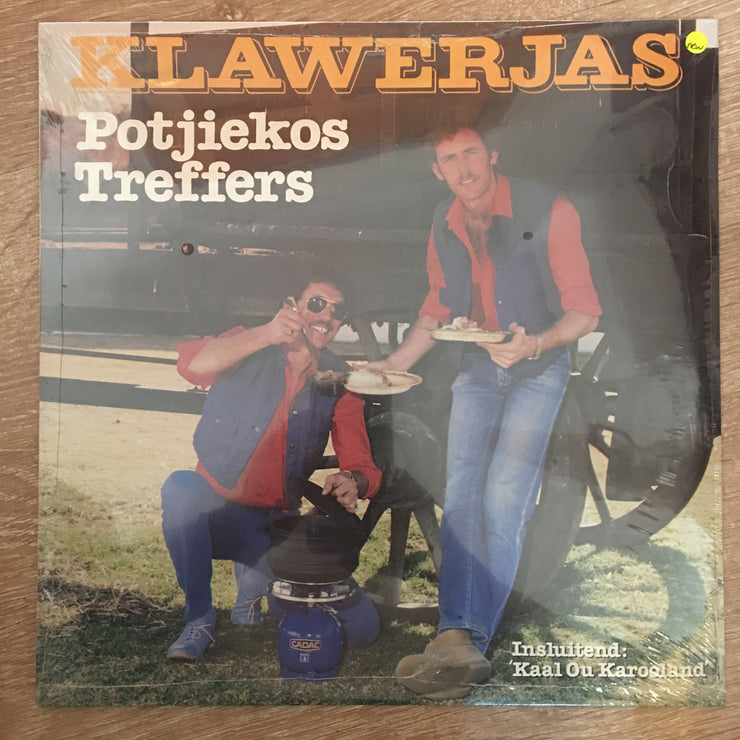 KLAWERJAS
new
Potjiekos
Treffers
CADAC
Insluitend:
'Kaal Ou Karooland'